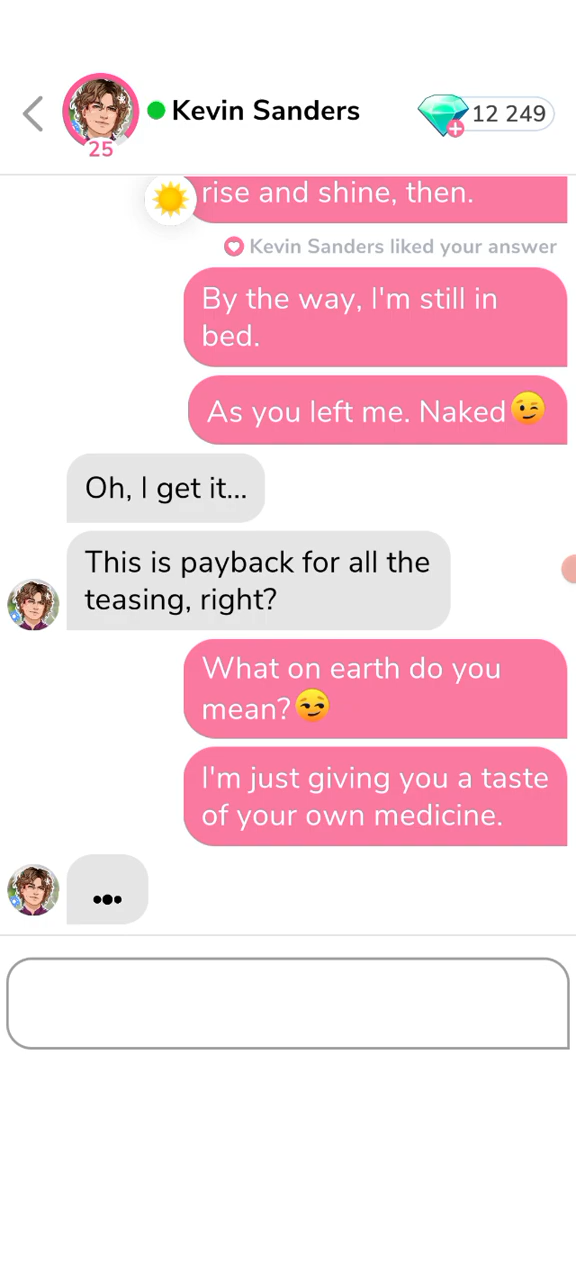 Kevin Sanders
12 249
25
rise and shine, then.
Kevin Sanders liked your answer
By the way, I'm still in
bed.
As you left me. Naked😉
Oh, I get it...
This is payback for all the
teasing, right?
What on earth do you
mean?😏
I'm just giving you a taste
of your own medicine.